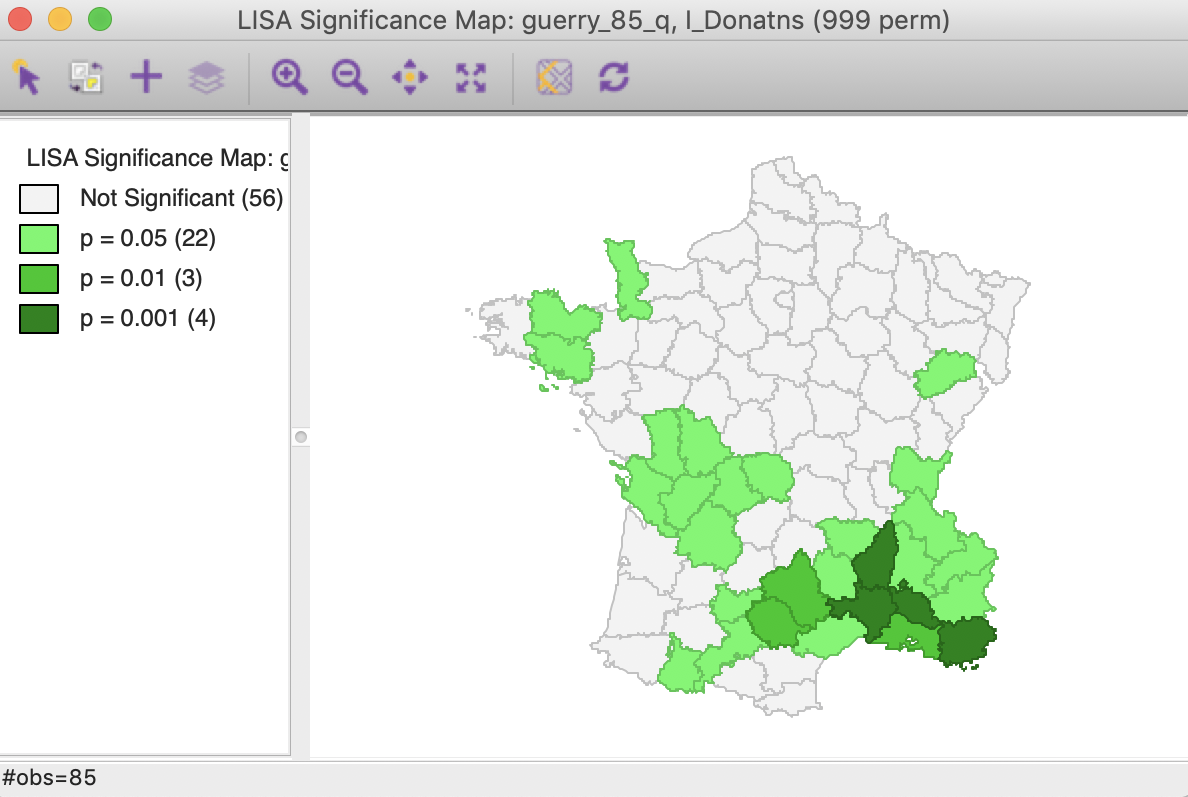 LISA Significance Map: guerry_85_q, I_Donatns (999 perm)
LISA Significance Map: g
Not Significant (56)
p = 0.05 (22)
p = 0.01 (3)
p = 0.001 (4)
#obs=85